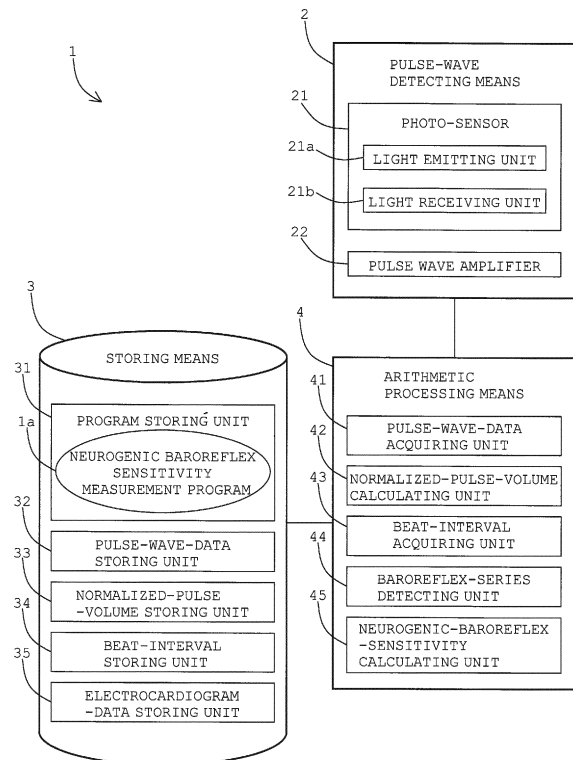 1
2
PULSE-WAVE
DETECTING MEANS
21
PHOTO-SENSOR
21a
LIGHT EMITTING UNIT
21b
LIGHT RECEIVING UNIT
22
PULSE WAVE AMPLIFIER
3
STORING MEANS
31
PROGRAM STORING UNIT
1a
NEUROGENIC BAROREFLEX
SENSITIVITY
MEASUREMENT PROGRAM
32
PULSE-WAVE-DATA
STORING UNIT
33
NORMALIZED-PULSE
-VOLUME STORING UNIT
34
BEAT-INTERVAL
STORING UNIT
35
ELECTROCARDIOGRAM
-DATA STORING UNIT
4
ARITHMETIC
PROCESSING MEANS
41
PULSE-WAVE-DATA
ACQUIRING UNIT
42
NORMALIZED-PULSE-VOLUME
CALCULATING UNIT
43
BEAT-INTERVAL
ACQUIRING UNIT
44
BAROREFLEX-SERIES
DETECTING UNIT
45
NEUROGENIC-BAROREFLEX
-SENSITIVITY
CALCULATING UNIT